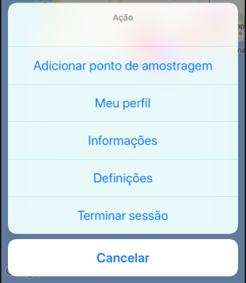 Ação
Adicionar ponto de amostragem
Meu perfil
Informações
Definições
Terminar sessão
Cancelar